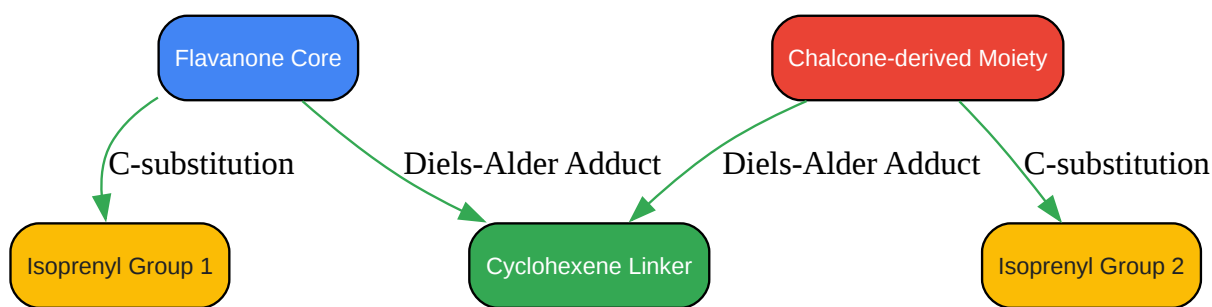 Flavanone Core
Chalcone-derived Moiety
C-substitution
Diels-Alder Adduct
Diels-Alder Adduct
C-substitution
Isoprenyl Group 1
Cyclohexene Linker
Isoprenyl Group 2